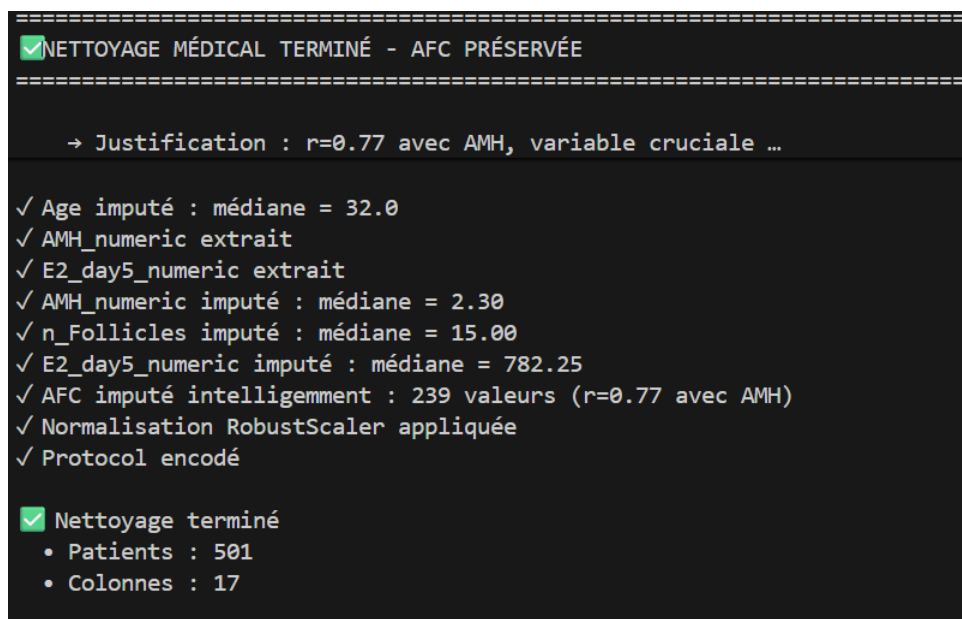 ======================================================================
✅NETTOYAGE MÉDICAL TERMINÉ - AFC PRÉSERVÉE
======================================================================
→ Justification : r=0.77 avec AMH, variable cruciale …
✓ Age imputé : médiane = 32.0
✓ AMH_numeric extrait
✓ E2_day5_numeric extrait
✓ AMH_numeric imputé : médiane = 2.30
✓ n_Follicles imputé : médiane = 15.00
✓ E2_day5_numeric imputé : médiane = 782.25
✓ AFC imputé intelligemment : 239 valeurs (r=0.77 avec AMH)
✓ Normalisation RobustScaler appliquée
✓ Protocol encodé
✅ Nettoyage terminé
• Patients : 501
• Colonnes : 17